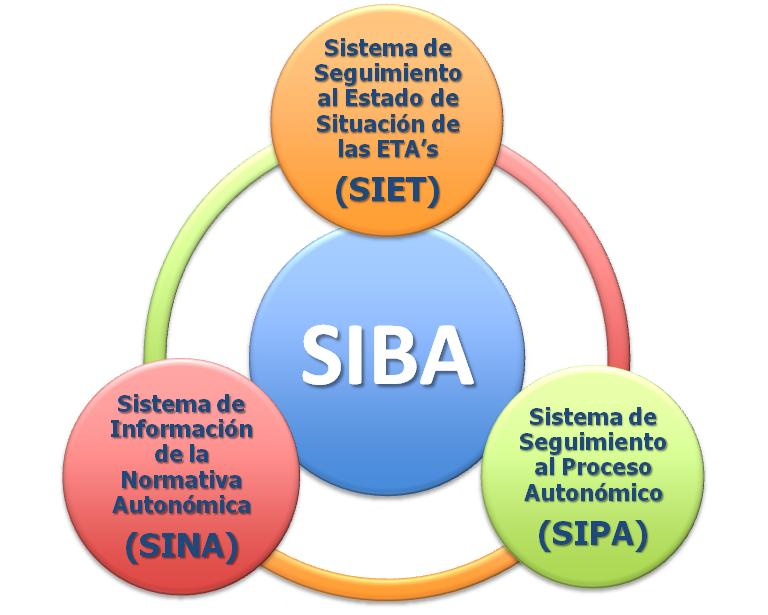 Sistema de
Seguimiento
al Estado de
Situación de
las ETA's
(SIET)
SIBA
Sistema de
Información
de la
Normativa
Autonómica
(SINA)
Sistema de
Seguimiento
al Proceso
Autonómico
(SIPA)